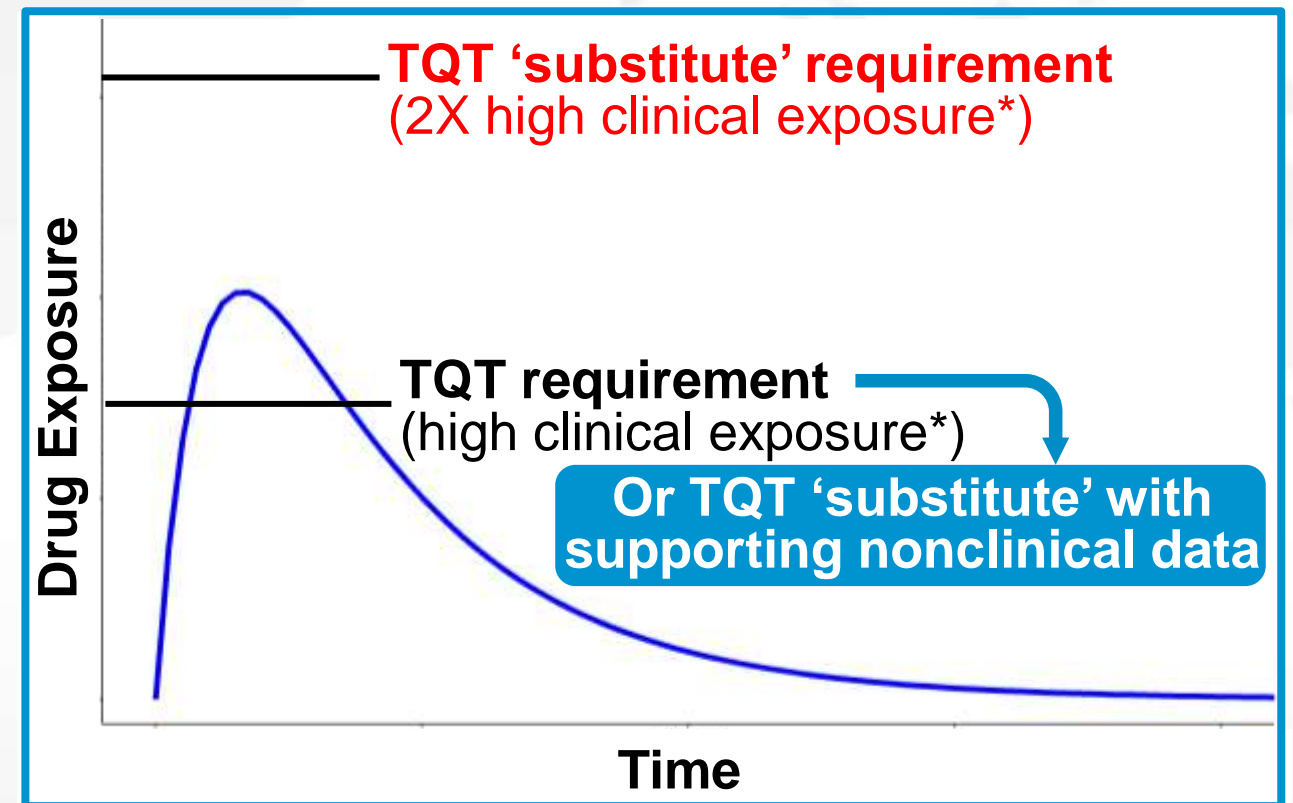 TQT ‘substitute’ requirement
(2X high clinical exposure*)
Drug Exposure
TQT requirement
(high clinical exposure*)
Or TQT ‘substitute’ with
supporting nonclinical data
Time